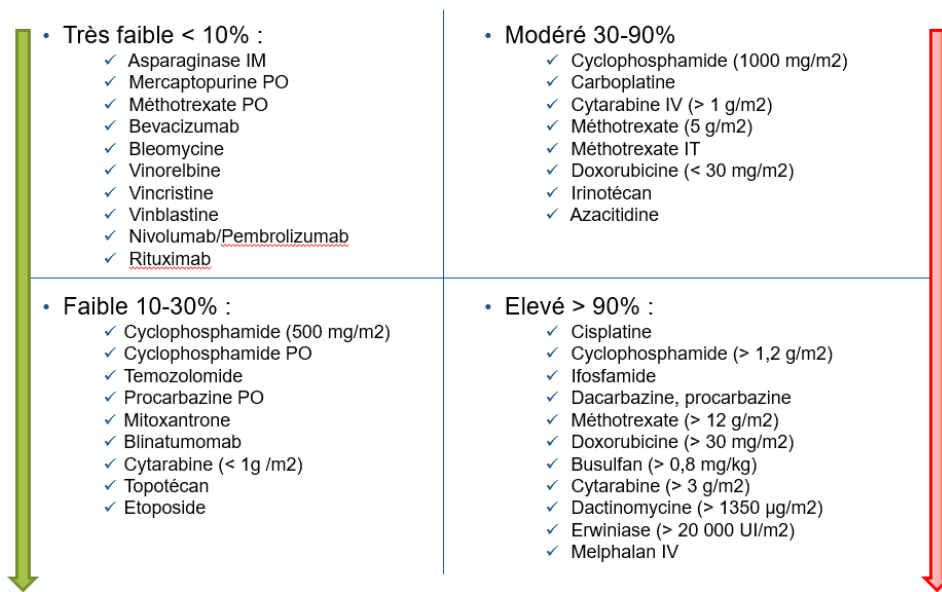 Très faible < 10% :
Asparaginase IM
Mercaptopurine PO
Méthotrexate PO
Bevacizumab
Bleomycine
Vinorelbine
Vincristine
Vinblastine
Nivolumab/Pembrolizumab
Rituximab
Modéré 30-90%
Cyclophosphamide (1000 mg/m2)
Carboplatine
Cytarabine IV (> 1 g/m2)
Méthotrexate (5 g/m2)
Méthotrexate IT
Doxorubicine (< 30 mg/m2)
Irinotécan
Azacitidine
Faible 10-30% :
Cyclophosphamide (500 mg/m2)
Cyclophosphamide PO
Temozolomide
Procarbazine PO
Mitoxantrone
Blinatumomab
Cytarabine (< 1g /m2)
Topotécan
Etoposide
Elevé > 90% :
Cisplatine
Cyclophosphamide (> 1,2 g/m2)
Ifosfamide
Dacarbazine, procarbazine
Méthotrexate (> 12 g/m2)
Doxorubicine (> 30 mg/m2)
Busulfan (> 0,8 mg/kg)
Cytarabine (> 3 g/m2)
Dactinomycine (> 1350 µg/m2)
Erwiniase (> 20 000 UI/m2)
Melphalan IV